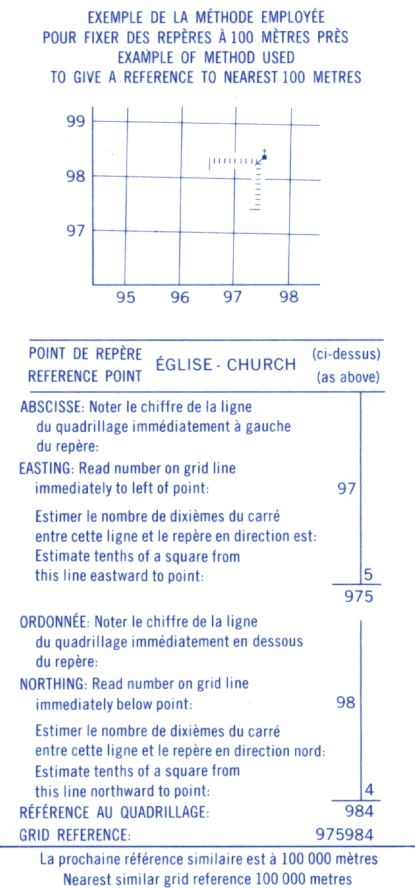 EXEMPLE DE LA MÉTHODE EMPLOYÉE
POUR FIXER DES REPÈRES À 100 MÈTRES PRÈS
EXAMPLE OF METHOD USED
TO GIVE A REFERENCE TO NEAREST 100 METRES
99
98
97
95 96 97 98
POINT DE REPÈRE
REFERENCE POINT
ÉGLISE - CHURCH
(ci-dessus)
(as above)
ABSCISSE: Noter le chiffre de la ligne
du quadrillage immédiatement à gauche
du repère:
EASTING: Read number on grid line
immediately to left of point: 97
Estimer le nombre de dixièmes du carré
entre cette ligne et le repère en direction est:
Estimate tenths of a square from
this line eastward to point: 5
975
ORDONNÉE: Noter le chiffre de la ligne
du quadrillage immédiatement en dessous
du repère:
NORTHING: Read number on grid line
immediately below point: 98
Estimer le nombre de dixièmes du carré
entre cette ligne et le repère en direction nord:
Estimate tenths of a square from
this line northward to point: 4
RÉFÉRENCE AU QUADRILLAGE: 984
GRID REFERENCE: 975984
La prochaine référence similaire est à 100 000 mètres
Nearest similar grid reference 100 000 metres